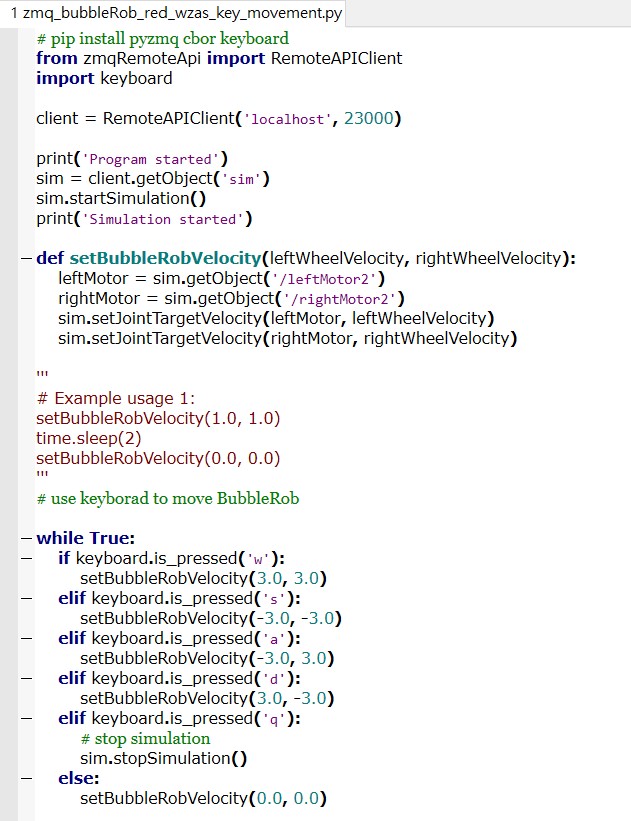 1 zmq_bubbleRob_red_wzas_key_movement.py
# pip install pyzmq cbor keyboard
from zmqRemoteApi import RemoteAPIClient
import keyboard
client = RemoteAPIClient('localhost', 23000)
print('Program started')
sim = client.getObject('sim')
sim.startSimulation()
print('Simulation started')
def setBubbleRobVelocity(leftWheelVelocity, rightWheelVelocity):
    leftMotor = sim.getObject('/leftMotor2')
    rightMotor = sim.getObject('/rightMotor2')
    sim.setJointTargetVelocity(leftMotor, leftWheelVelocity)
    sim.setJointTargetVelocity(rightMotor, rightWheelVelocity)
'''
# Example usage 1:
setBubbleRobVelocity(1.0, 1.0)
time.sleep(2)
setBubbleRobVelocity(0.0, 0.0)
'''
# use keyborad to move BubbleRob
while True:
    if keyboard.is_pressed('w'):
        setBubbleRobVelocity(3.0, 3.0)
    elif keyboard.is_pressed('s'):
        setBubbleRobVelocity(-3.0, -3.0)
    elif keyboard.is_pressed('a'):
        setBubbleRobVelocity(-3.0, 3.0)
    elif keyboard.is_pressed('d'):
        setBubbleRobVelocity(3.0, -3.0)
    elif keyboard.is_pressed('q'):
        # stop simulation
        sim.stopSimulation()
    else:
        setBubbleRobVelocity(0.0, 0.0)